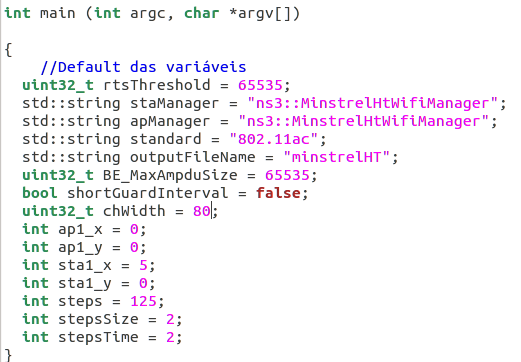 int main (int argc, char *argv[])
{
//Default das variáveis
uint32_t rtsThreshold = 65535;
std::string staManager = "ns3::MinstrelHtWifiManager";
std::string apManager = "ns3::MinstrelHtWifiManager";
std::string standard = "802.11ac";
std::string outputFileName = "minstrelHT";
uint32_t BE_MaxAmpduSize = 65535;
bool shortGuardInterval = false;
uint32_t chWidth = 80;
int ap1_x = 0;
int ap1_y = 0;
int sta1_x = 5;
int sta1_y = 0;
int steps = 125;
int stepsSize = 2;
int stepsTime = 2;
}